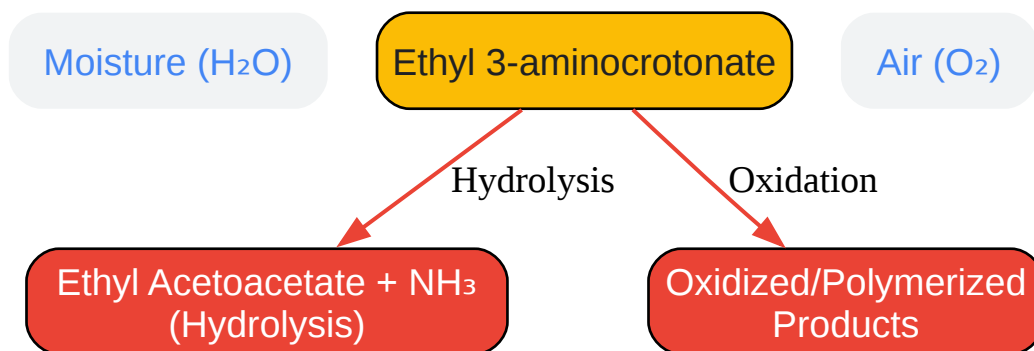 Moisture (H₂O)
Ethyl 3-aminocrotonate
Air (O₂)
Hydrolysis
Oxidation
Ethyl Acetoacetate + NH₃
(Hydrolysis)
Oxidized/Polymerized
Products